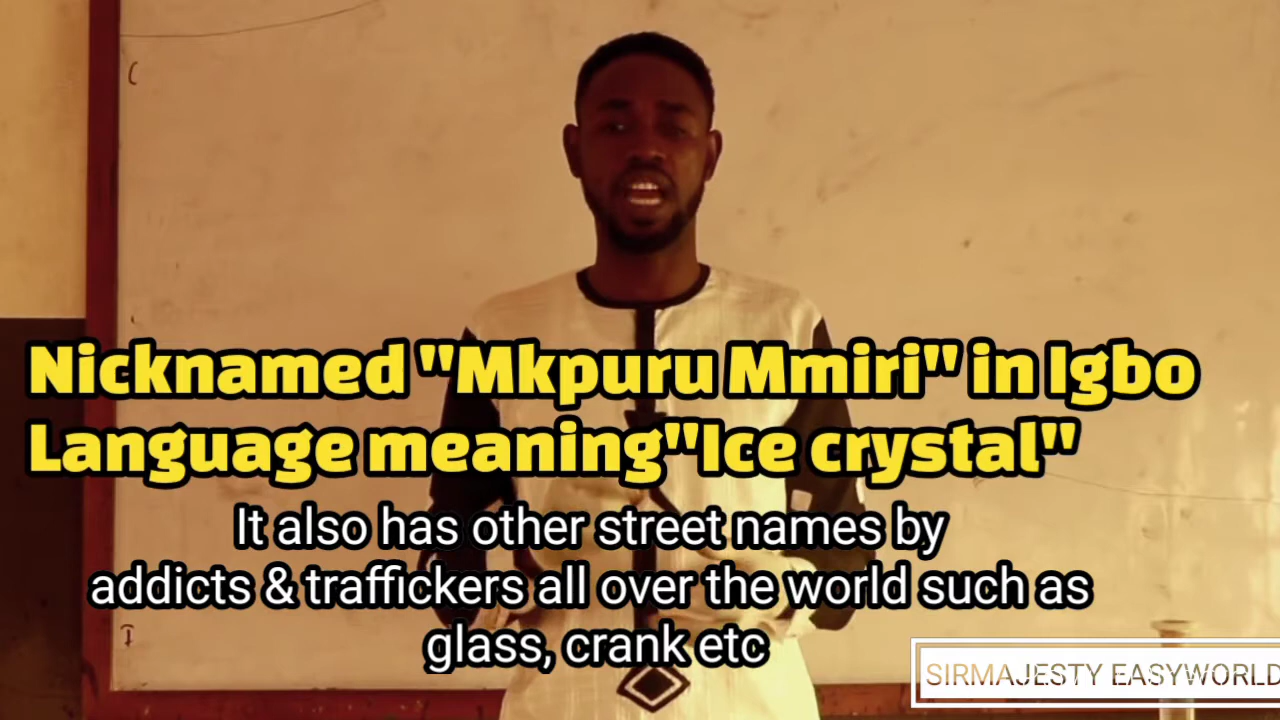 Nicknamed "Mkpuru Mmiri" in Igbo
Language meaning"Ice crystal"
It also has other street names by
addicts & traffickers all over the world such as
glass, crank etc
SIRMAJESTY EASYWORLD